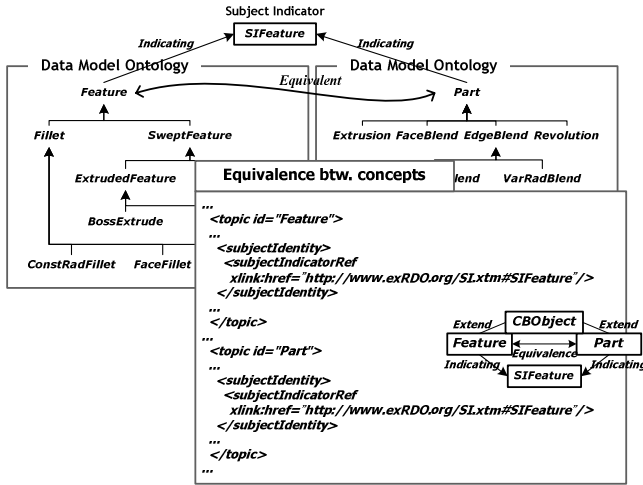 Subject Indicator
SIFeature
Indicating
Indicating
Data Model Ontology
Data Model Ontology
Feature
Equivalent
Part
Fillet
SweptFeature
Extrusion
FaceBlend
EdgeBlend
Revolution
ExtrudedFeature
Equivalence btw. concepts
lend
VarRadBlend
BossExtrude
ConstRadFillet
FaceFillet
...
<topic id="Feature">
...
<subjectIdentity>
<subjectIndicatorRef
xlink:href="http://www.exRDO.org/SI.xtm#SIFeature"/>
</subjectIdentity>
...
</topic>
...
<topic id="Part">
...
<subjectIdentity>
<subjectIndicatorRef
xlink:href="http://www.exRDO.org/SI.xtm#SIFeature"/>
</subjectIdentity>
...
</topic>
...
CBObject
Extend
Extend
Feature
Equivalence
Part
Indicating
Indicating
SIFeature